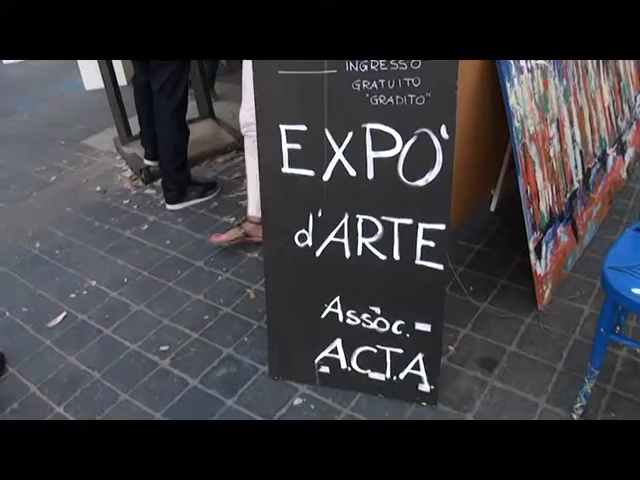 INGRESSO
GRATUITO
"GRADITO"
EXPO'
d'ARTE
Assoc.
A.C.T.A.